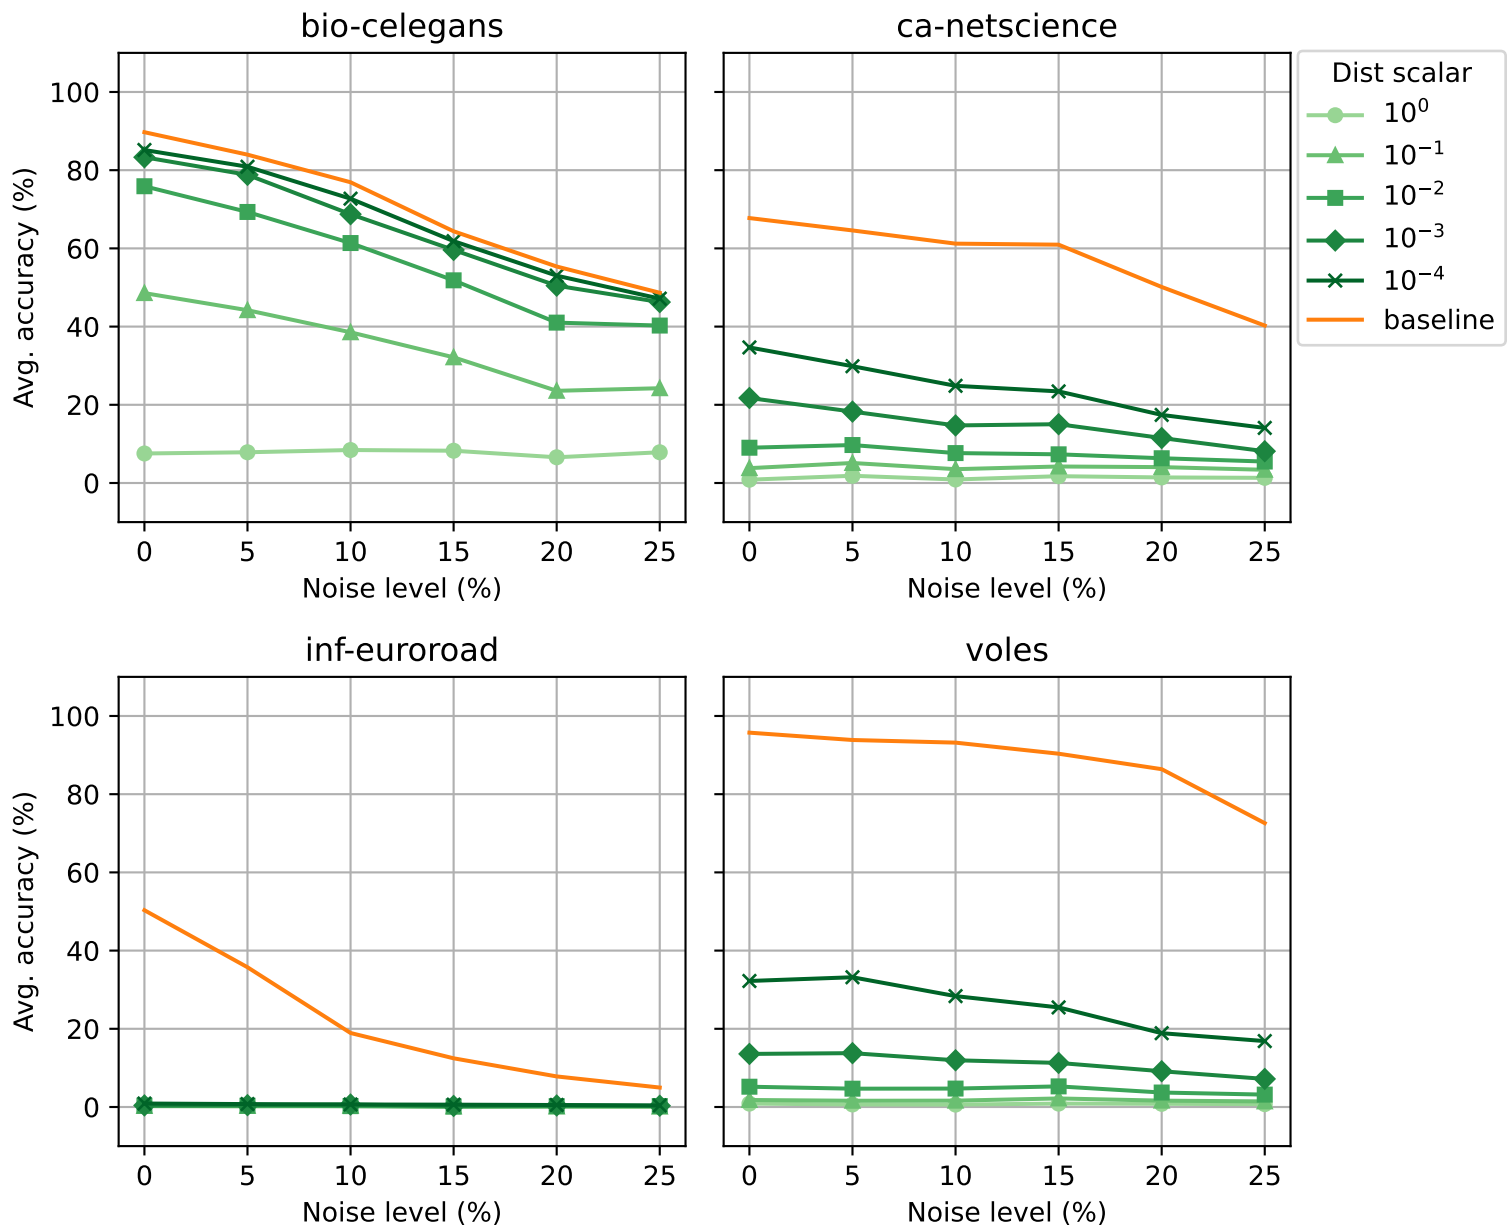 bio-celegans
ca-netscience
Avg. accuracy (%)
100
80
60
40
20
0
0 5 10 15 20 25
Noise level (%)
0 5 10 15 20 25
Noise level (%)
Dist scalar
10⁰
10⁻¹
10⁻²
10⁻³
10⁻⁴
baseline
inf-euroroad
voles
Avg. accuracy (%)
100
80
60
40
20
0
0 5 10 15 20 25
Noise level (%)
0 5 10 15 20 25
Noise level (%)